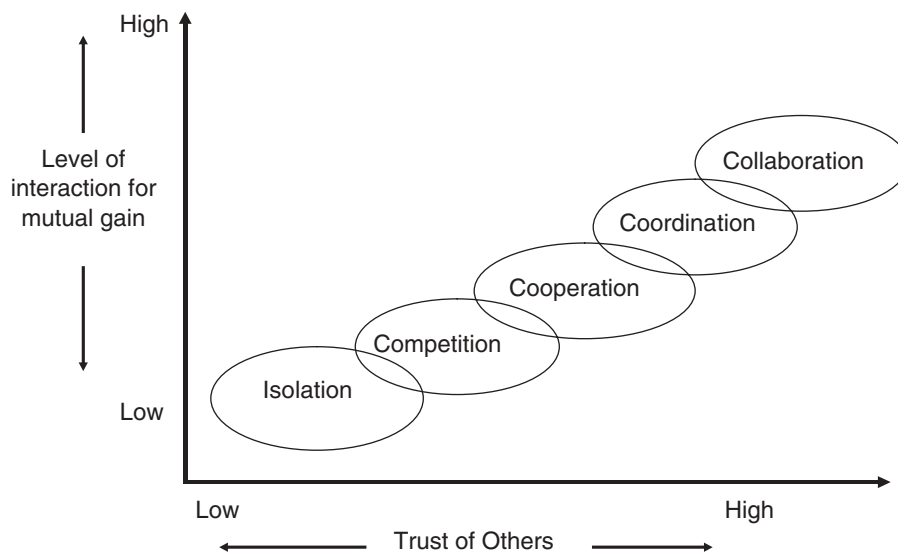 High
Level of
interaction for
mutual gain
Low
Collaboration
Coordination
Cooperation
Competition
Isolation
Low
High
Trust of Others